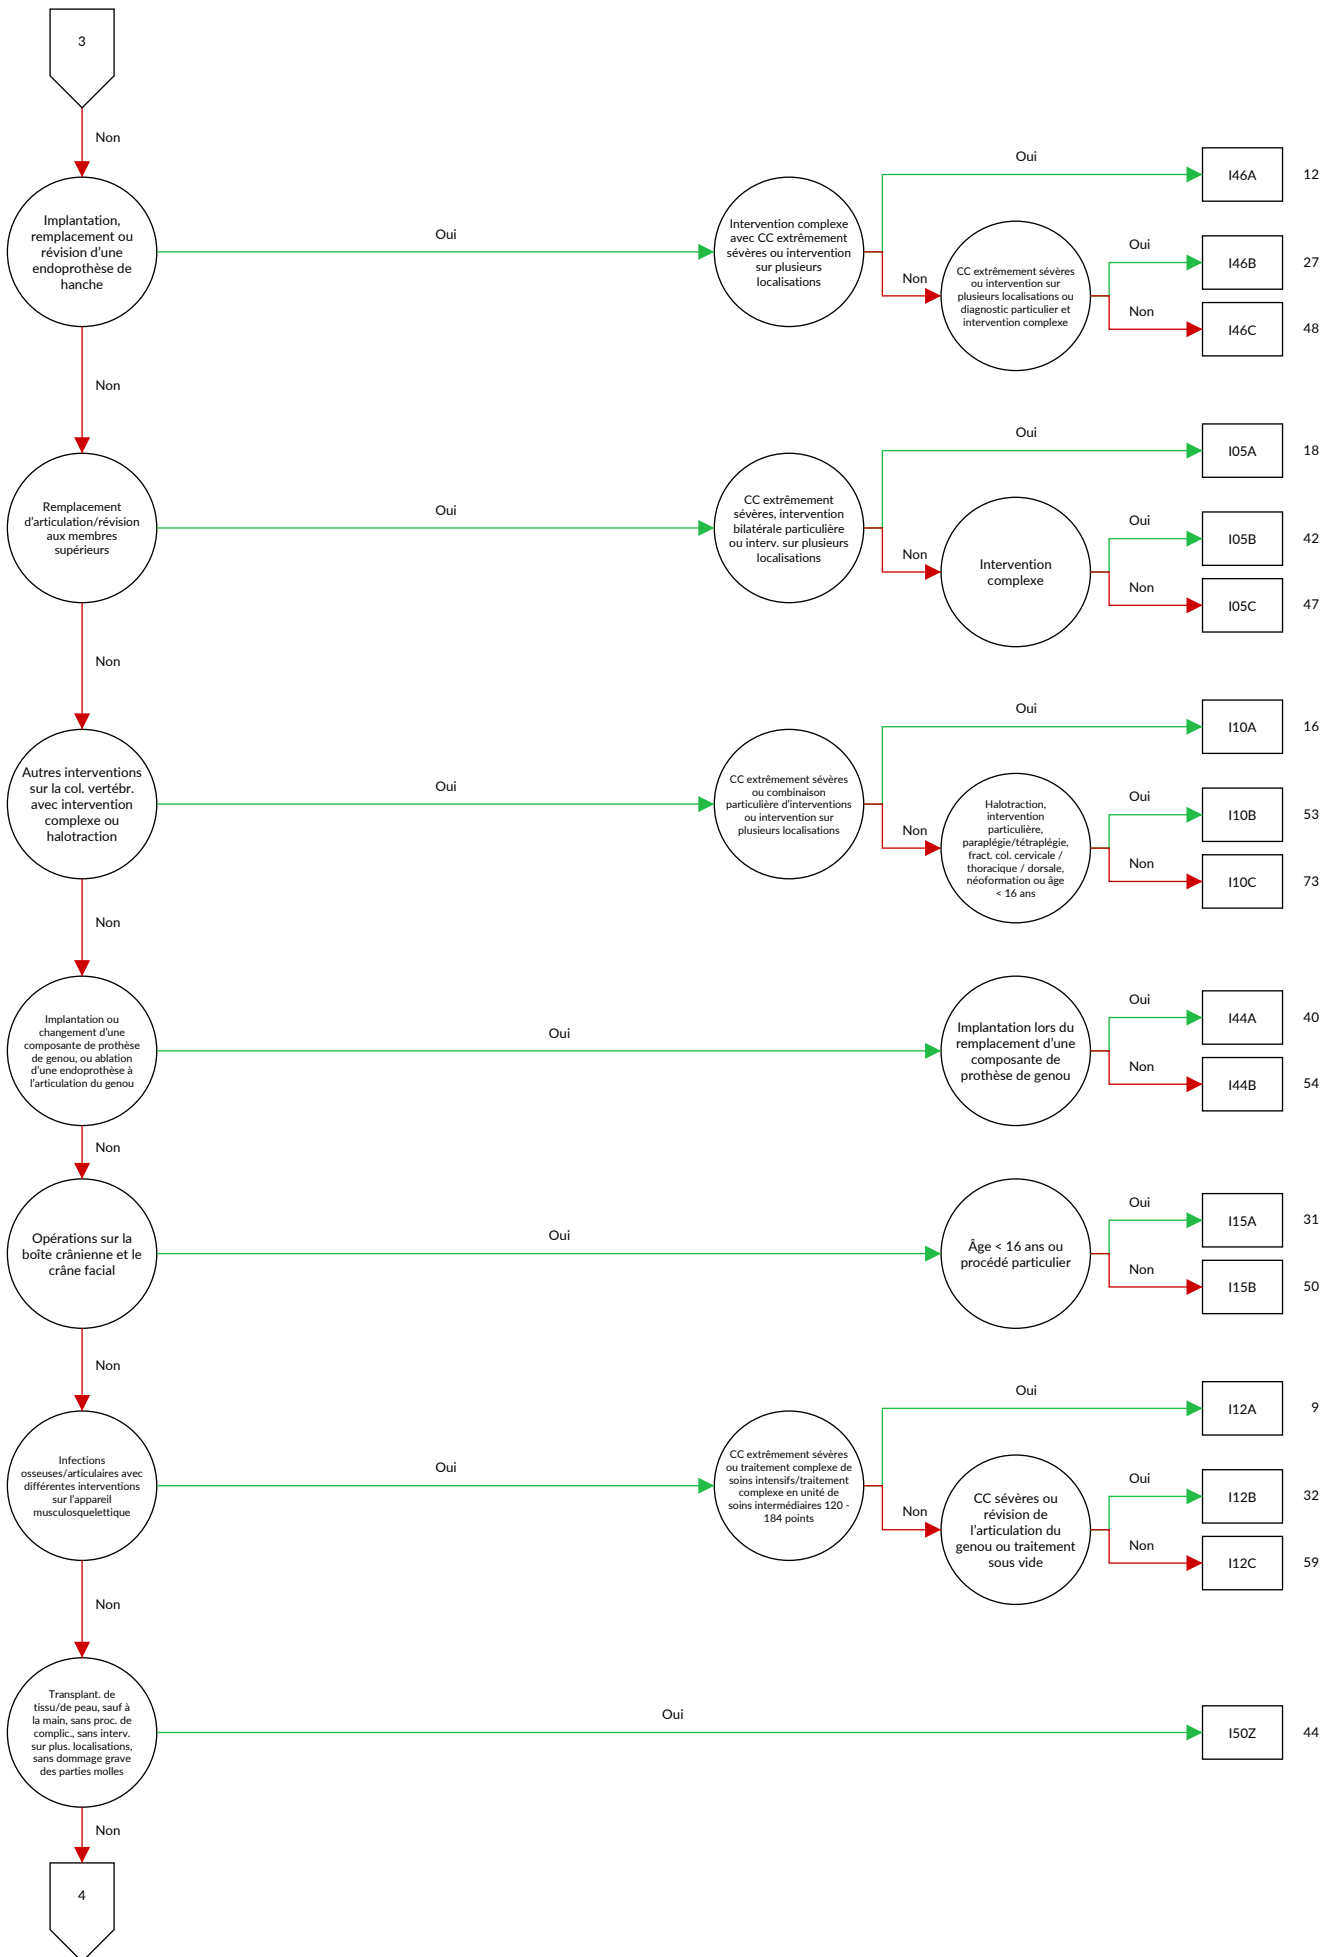 3
Non
Implantation,
remplacement ou
révision d'une
endoprothèse de
hanche
Oui
Intervention complexe
avec CC extrêmement
sévères ou intervention
sur plusieurs
localisations
Oui
I46A
12
Non
CC extrêmement sévères
ou intervention sur
plusieurs localisations ou
diagnostic particulier et
intervention complexe
Oui
I46B
27
Non
I46C
48
Non
Remplacement
d'articulation/révision
aux membres
supérieurs
Oui
CC extrêmement
sévères, intervention
bilatérale particulière
ou interv. sur plusieurs
localisations
Oui
I05A
18
Non
Intervention
complexe
Oui
I05B
42
Non
I05C
47
Non
Autres interventions
sur la col. vertébr.
avec intervention
complexe ou
halotraction
Oui
CC extrêmement sévères
ou combinaison
particulière d'interventions
ou intervention sur
plusieurs localisations
Oui
I10A
16
Non
Halotraction,
intervention
particulière,
paraplégie/tétraplégie,
fract. col. cervicale /
thoracique / dorsale,
néoformation ou âge
< 16 ans
Oui
I10B
53
Non
I10C
73
Non
Implantation ou
changement d'une
composante de prothèse
de genou, ou ablation
d'une endoprothèse à
l'articulation du genou
Oui
Implantation lors du
remplacement d'une
composante de
prothèse de genou
Oui
I44A
40
Non
I44B
54
Non
Opérations sur la
boîte crânienne et le
crâne facial
Oui
Âge < 16 ans ou
procédé particulier
Oui
I15A
31
Non
I15B
50
Non
Infections
osseuses/articulaires avec
différentes interventions
sur l'appareil
musculosquelettique
Oui
CC extrêmement sévères
ou traitement complexe de
soins intensifs/traitement
complexe en unité de
soins intermédiaires 120 -
184 points
Oui
I12A
9
Non
CC sévères ou
révision de
l'articulation du
genou ou traitement
sous vide
Oui
I12B
32
Non
I12C
59
Non
Transplant. de
tissu/de peau, sauf à
la main, sans proc. de
complic., sans interv.
sur plus. localisations,
sans dommage grave
des parties molles
Oui
I50Z
44
Non
4